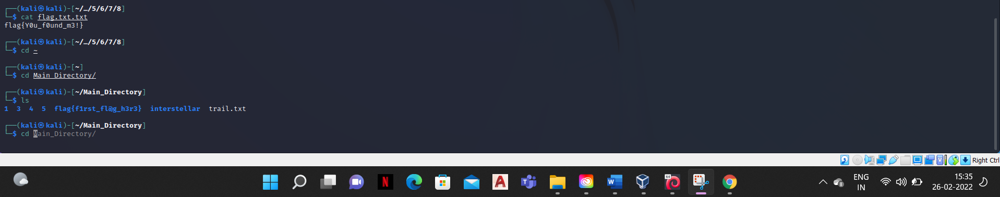 ┌──(kali㉿kali)-[~/…/5/6/7/8]
└─$ cat flag.txt.txt
flag{Y0u_f0und_m3!}
┌──(kali㉿kali)-[~/…/5/6/7/8]
└─$ cd ~
┌──(kali㉿kali)-[~]
└─$ cd Main_Directory/
┌──(kali㉿kali)-[~/Main_Directory]
└─$ ls
1  3  4  5  flag{f1rst_fl@g_h3r3}  interstellar  trail.txt
┌──(kali㉿kali)-[~/Main_Directory]
└─$ cd Main_Directory/
Right Ctrl
ENG
IN
15:35
26-02-2022